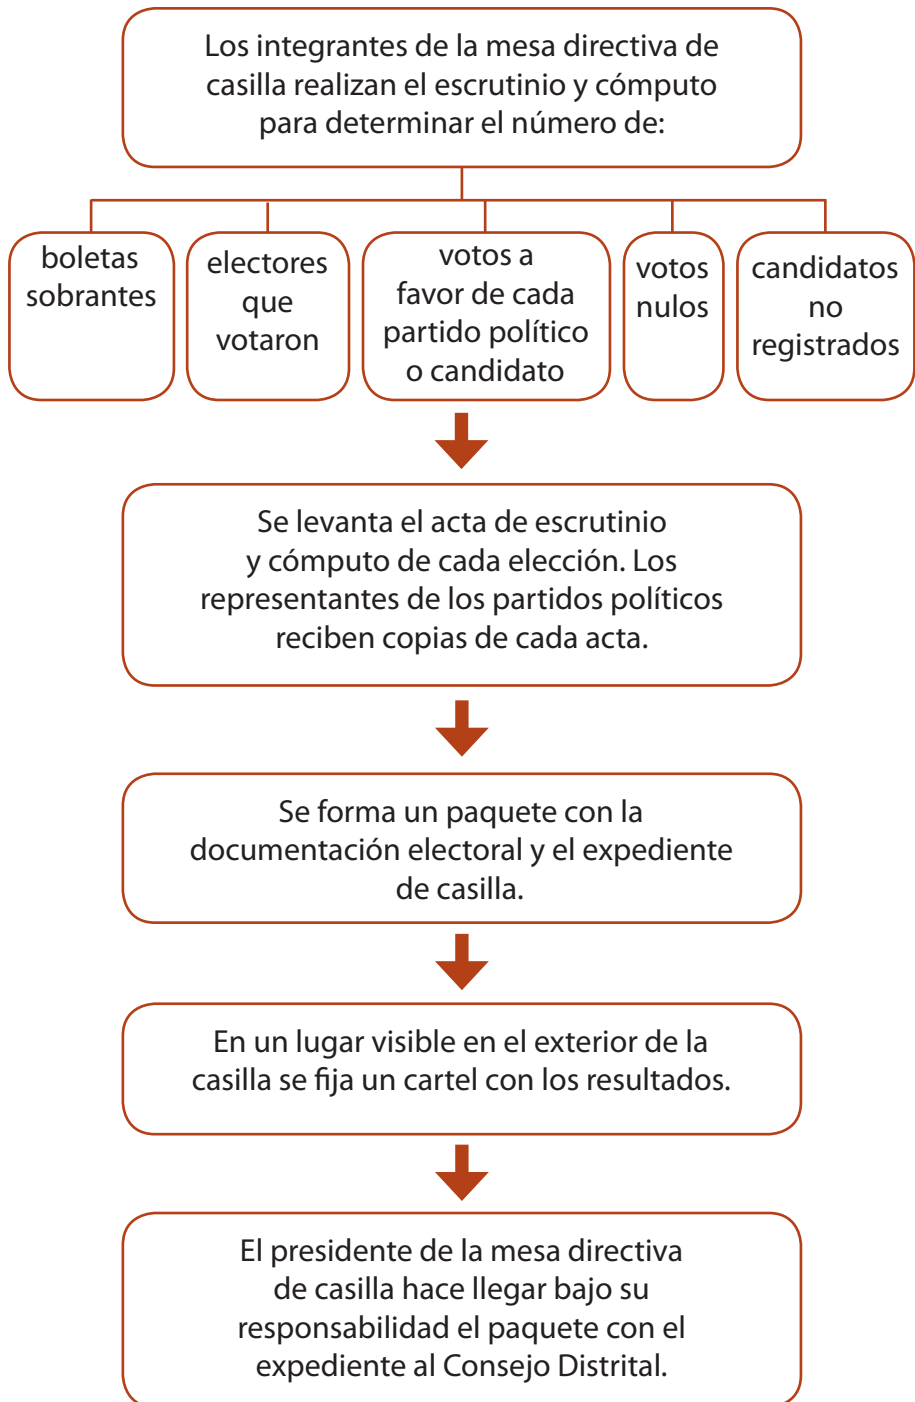 Los integrantes de la mesa directiva de
casilla realizan el escrutinio y cómputo
para determinar el número de:
boletas
sobrantes
electores
que
votaron
votos a
favor de cada
partido político
o candidato
votos
nulos
candidatos
no
registrados
Se levanta el acta de escrutinio
y cómputo de cada elección. Los
representantes de los partidos políticos
reciben copias de cada acta.
Se forma un paquete con la
documentación electoral y el expediente
de casilla.
En un lugar visible en el exterior de la
casilla se fija un cartel con los resultados.
El presidente de la mesa directiva
de casilla hace llegar bajo su
responsabilidad el paquete con el
expediente al Consejo Distrital.